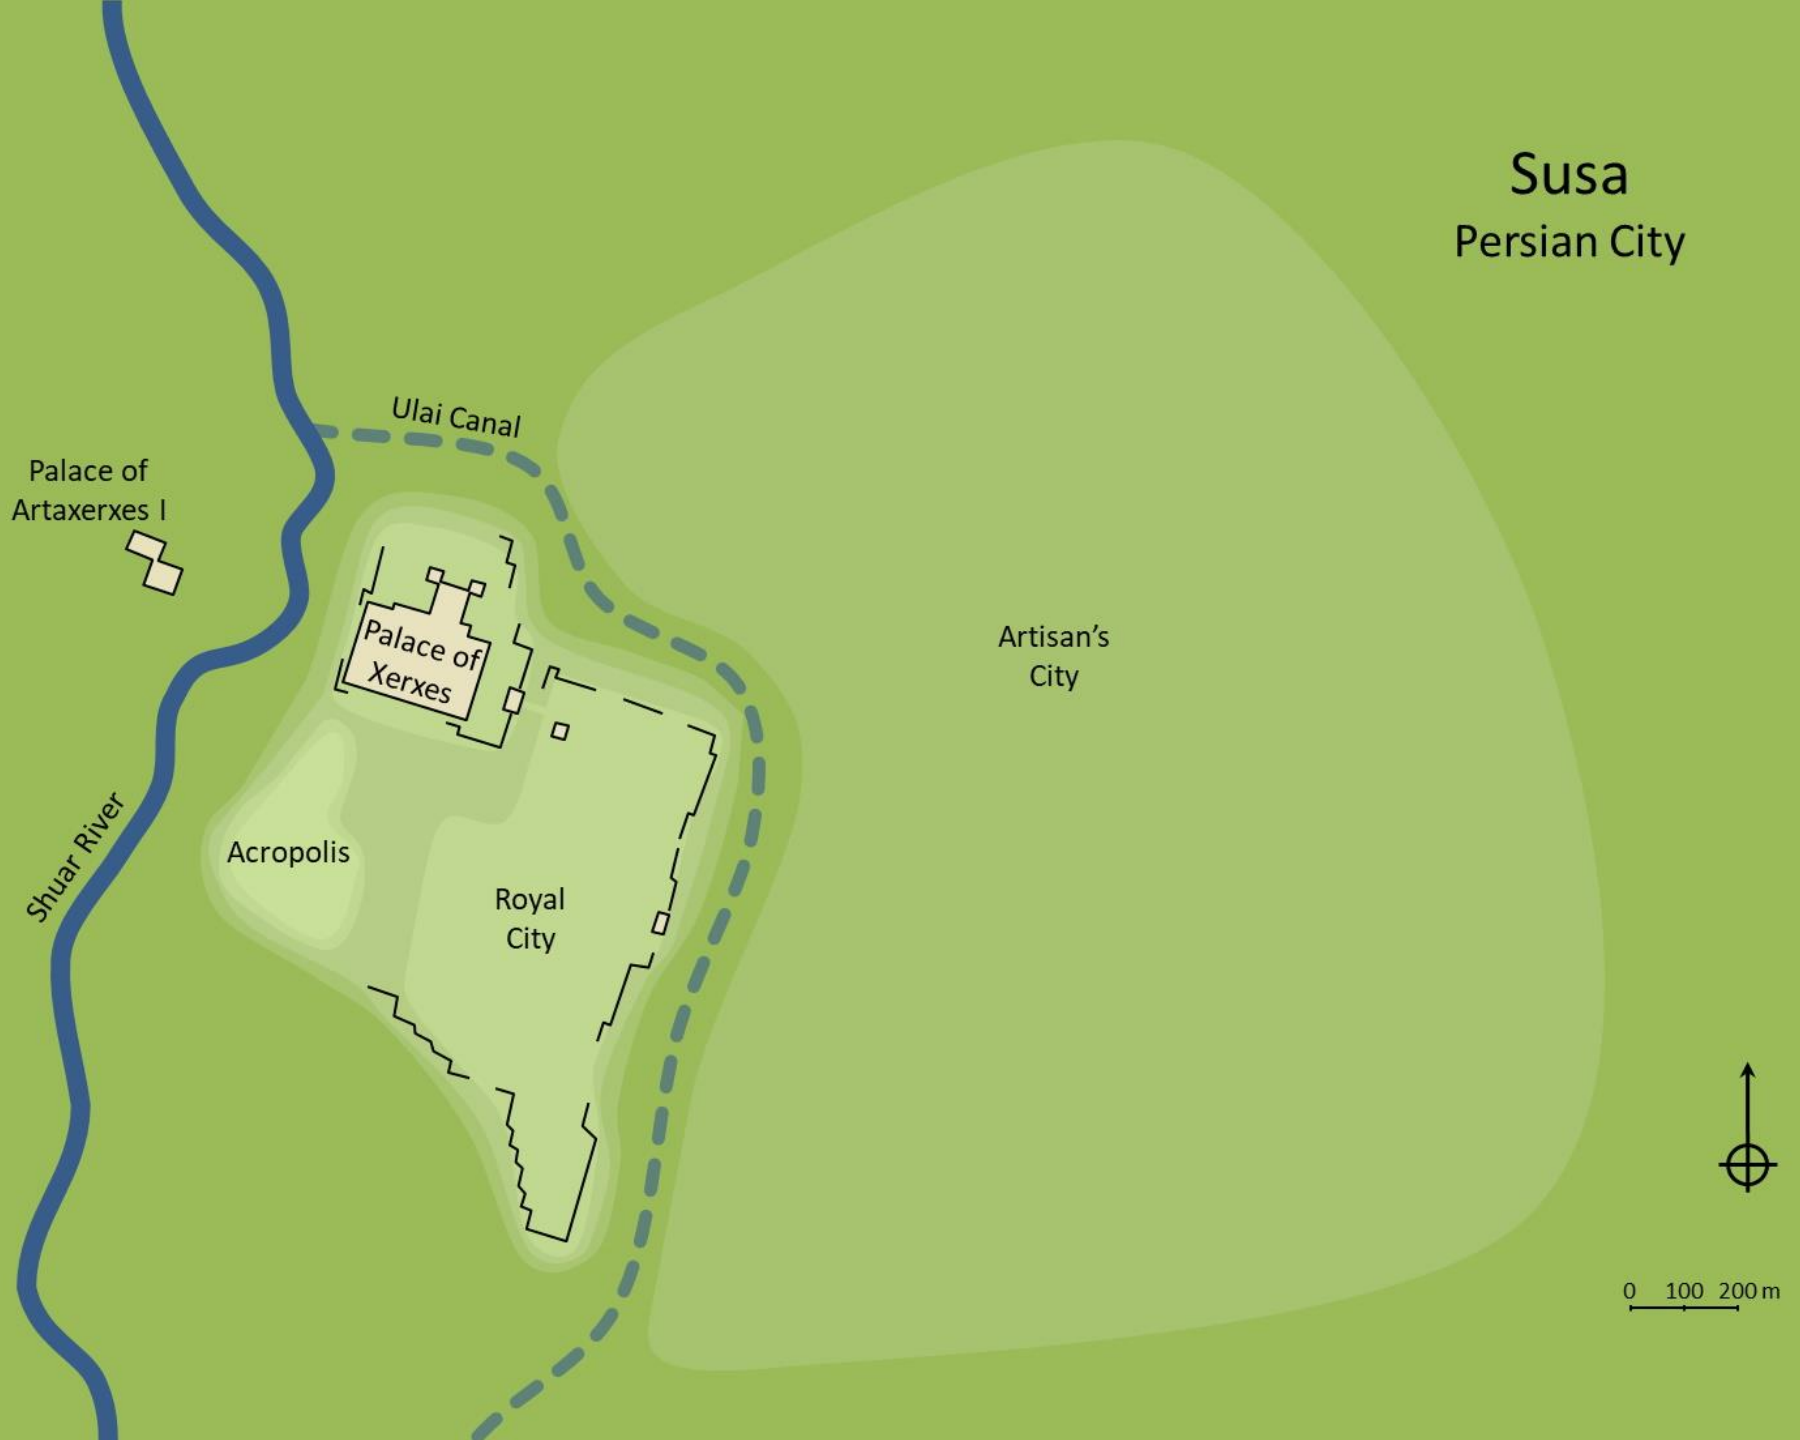 Susa
Persian City
Ulai Canal
Palace of
Artaxerxes I
Palace of
Xerxes
Artisan’s
City
Shuar River
Acropolis
Royal
City
0 100 200 m